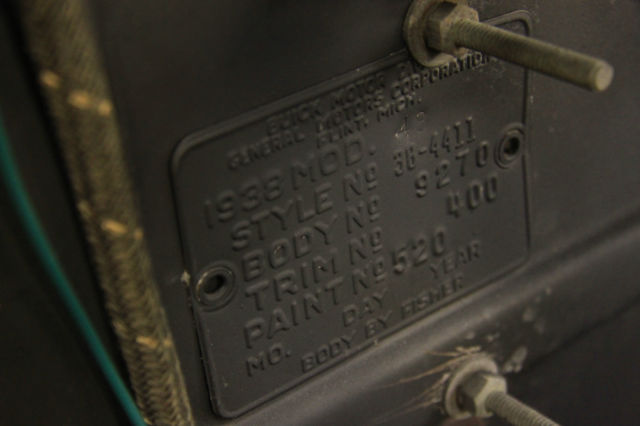 BUICK MOTOR
GENERAL MOTORS CORPORATION
FLINT MICH.
1938 MOD. 48
STYLE No 38-4411
BODY No 9270
TRIM No 400
PAINT No 520
MO. DAY YEAR
BODY BY FISHER